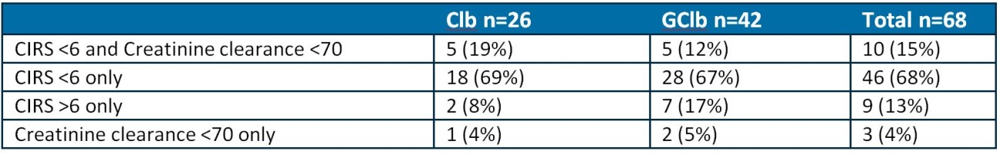 Clb n=26 GClb n=42 Total n=68
CIRS <6 and Creatinine clearance <70 5 (19%) 5 (12%) 10 (15%)
CIRS <6 only 18 (69%) 28 (67%) 46 (68%)
CIRS >6 only 2 (8%) 7 (17%) 9 (13%)
Creatinine clearance <70 only 1 (4%) 2 (5%) 3 (4%)